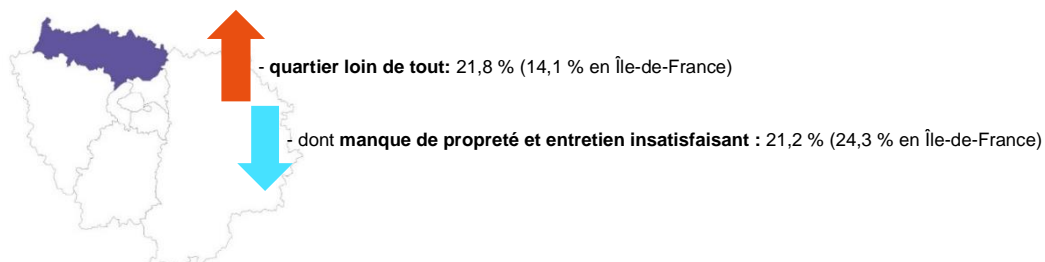 - quartier loin de tout: 21,8 % (14,1 % en Île-de-France)
- dont manque de propreté et entretien insatisfaisant : 21,2 % (24,3 % en Île-de-France)